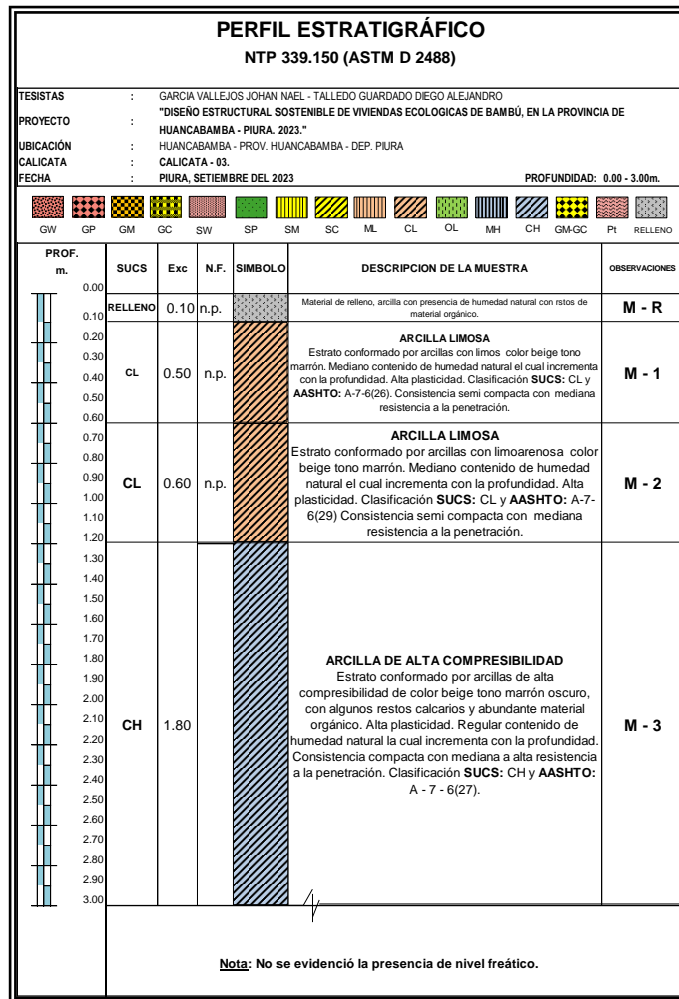 PERFIL ESTRATIGRÁFICO
NTP 339.150 (ASTM D 2488)
TESISTAS : GARCIA VALLEJOS JOHAN NAEL - TALLEDO GUARDADO DIEGO ALEJANDRO
PROYECTO : "DISEÑO ESTRUCTURAL SOSTENIBLE DE VIVIENDAS ECOLOGICAS DE BAMBÚ, EN LA PROVINCIA DE
HUANCABAMBA - PIURA. 2023."
UBICACIÓN : HUANCABAMBA - PROV. HUANCABAMBA - DEP. PIURA
CALICATA : CALICATA - 03.
FECHA : PIURA, SETIEMBRE DEL 2023 PROFUNDIDAD: 0.00 - 3.00m.
GW GP GM GC SW SP SM SC ML CL OL MH CH GM-GC Pt RELLENO
PROF. m. SUCS Exc N.F. SIMBOLO DESCRIPCION DE LA MUESTRA OBSERVACIONES
0.00
0.10
0.20
0.30
0.40
0.50
0.60
0.70
0.80
0.90
1.00
1.10
1.20
1.30
1.40
1.50
1.60
1.70
1.80
1.90
2.00
2.10
2.20
2.30
2.40
2.50
2.60
2.70
2.80
2.90
3.00
RELLENO 0.10 n.p.
Material de relleno, arcilla con presencia de humedad natural con rstos de
material orgánico.
M - R
CL 0.50 n.p.
ARCILLA LIMOSA
Estrato conformado por arcillas con limos color beige tono
marrón. Mediano contenido de humedad natural el cual incrementa
con la profundidad. Alta plasticidad. Clasificación SUCS: CL y
AASHTO: A-7-6(26). Consistencia semi compacta con mediana
resistencia a la penetración.
M - 1
CL 0.60 n.p.
ARCILLA LIMOSA
Estrato conformado por arcillas con limoarenosa color
beige tono marrón. Mediano contenido de humedad
natural el cual incrementa con la profundidad. Alta
plasticidad. Clasificación SUCS: CL y AASHTO: A-7-
6(29) Consistencia semi compacta con mediana
resistencia a la penetración.
M - 2
CH 1.80
ARCILLA DE ALTA COMPRESIBILIDAD
Estrato conformado por arcillas de alta
compresibilidad de color beige tono marrón oscuro,
con algunos restos calcarios y abundante material
orgánico. Alta plasticidad. Regular contenido de
humedad natural la cual incrementa con la profundidad.
Consistencia compacta con mediana a alta resistencia
a la penetración. Clasificación SUCS: CH y AASHTO:
A - 7 - 6(27).
M - 3
Nota: No se evidenció la presencia de nivel freático.